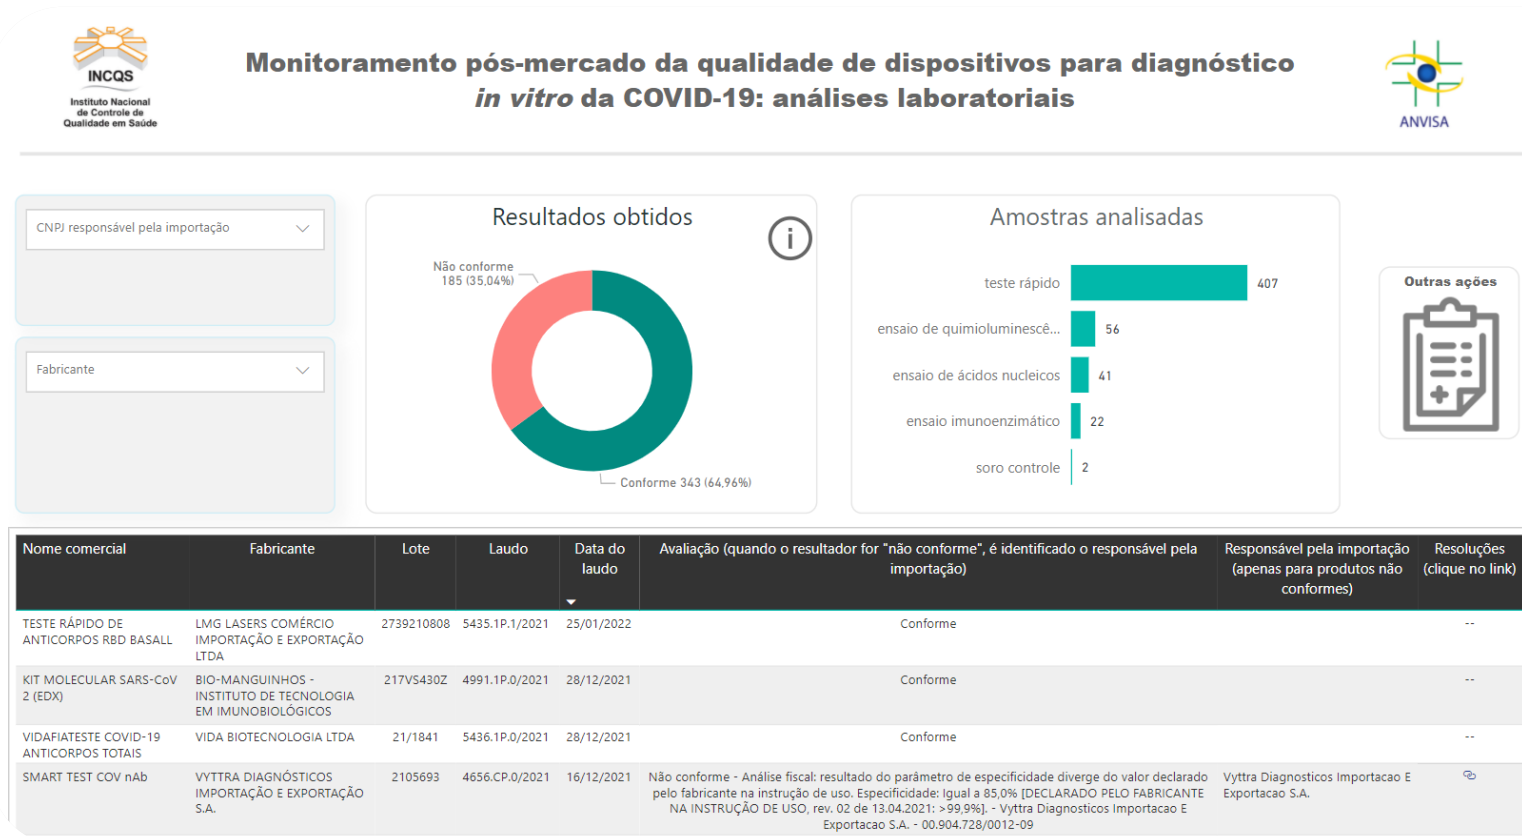 INCQS
Instituto Nacional
de Controle de
Qualidade em Saúde
Monitoramento pós-mercado da qualidade de dispositivos para diagnóstico
in vitro da COVID-19: análises laboratoriais
ANVISA
CNPJ responsável pela importação
Fabricante
Resultados obtidos
i
Não conforme
185 (35,04%)
Conforme 343 (64,96%)
Amostras analisadas
teste rápido 407
ensaio de quimioluminescê... 56
ensaio de ácidos nucleicos 41
ensaio imunoenzimático 22
soro controle 2
Outras ações
Nome comercial
Fabricante
Lote
Laudo
Data do
laudo
Avaliação (quando o resultador for "não conforme", é identificado o responsável pela
importação)
Responsável pela importação
(apenas para produtos não
conformes)
Resoluções
(clique no link)
TESTE RÁPIDO DE
ANTICORPOS RBD BASALL
LMG LASERS COMÉRCIO
IMPORTAÇÃO E EXPORTAÇÃO
LTDA
2739210808
5435.1P.1/2021
25/01/2022
Conforme
--
KIT MOLECULAR SARS-CoV
2 (EDX)
BIO-MANGUINHOS -
INSTITUTO DE TECNOLOGIA
EM IMUNOBIOLÓGICOS
217VS430Z
4991.1P.0/2021
28/12/2021
Conforme
--
VIDAFIATESTE COVID-19
ANTICORPOS TOTAIS
VIDA BIOTECNOLOGIA LTDA
21/1841
5436.1P.0/2021
28/12/2021
Conforme
--
SMART TEST COV nAb
VYTTRA DIAGNÓSTICOS
IMPORTAÇÃO E EXPORTAÇÃO
S.A.
2105693
4656.CP.0/2021
16/12/2021
Não conforme - Análise fiscal: resultado do parâmetro de especificidade diverge do valor declarado
pelo fabricante na instrução de uso. Especificidade: Igual a 85,0% [DECLARADO PELO FABRICANTE
NA INSTRUÇÃO DE USO, rev. 02 de 13.04.2021: >99,9%]. - Vyttra Diagnosticos Importacao E
Exportacao S.A. - 00.904.728/0012-09
Vyttra Diagnosticos Importacao E
Exportacao S.A.